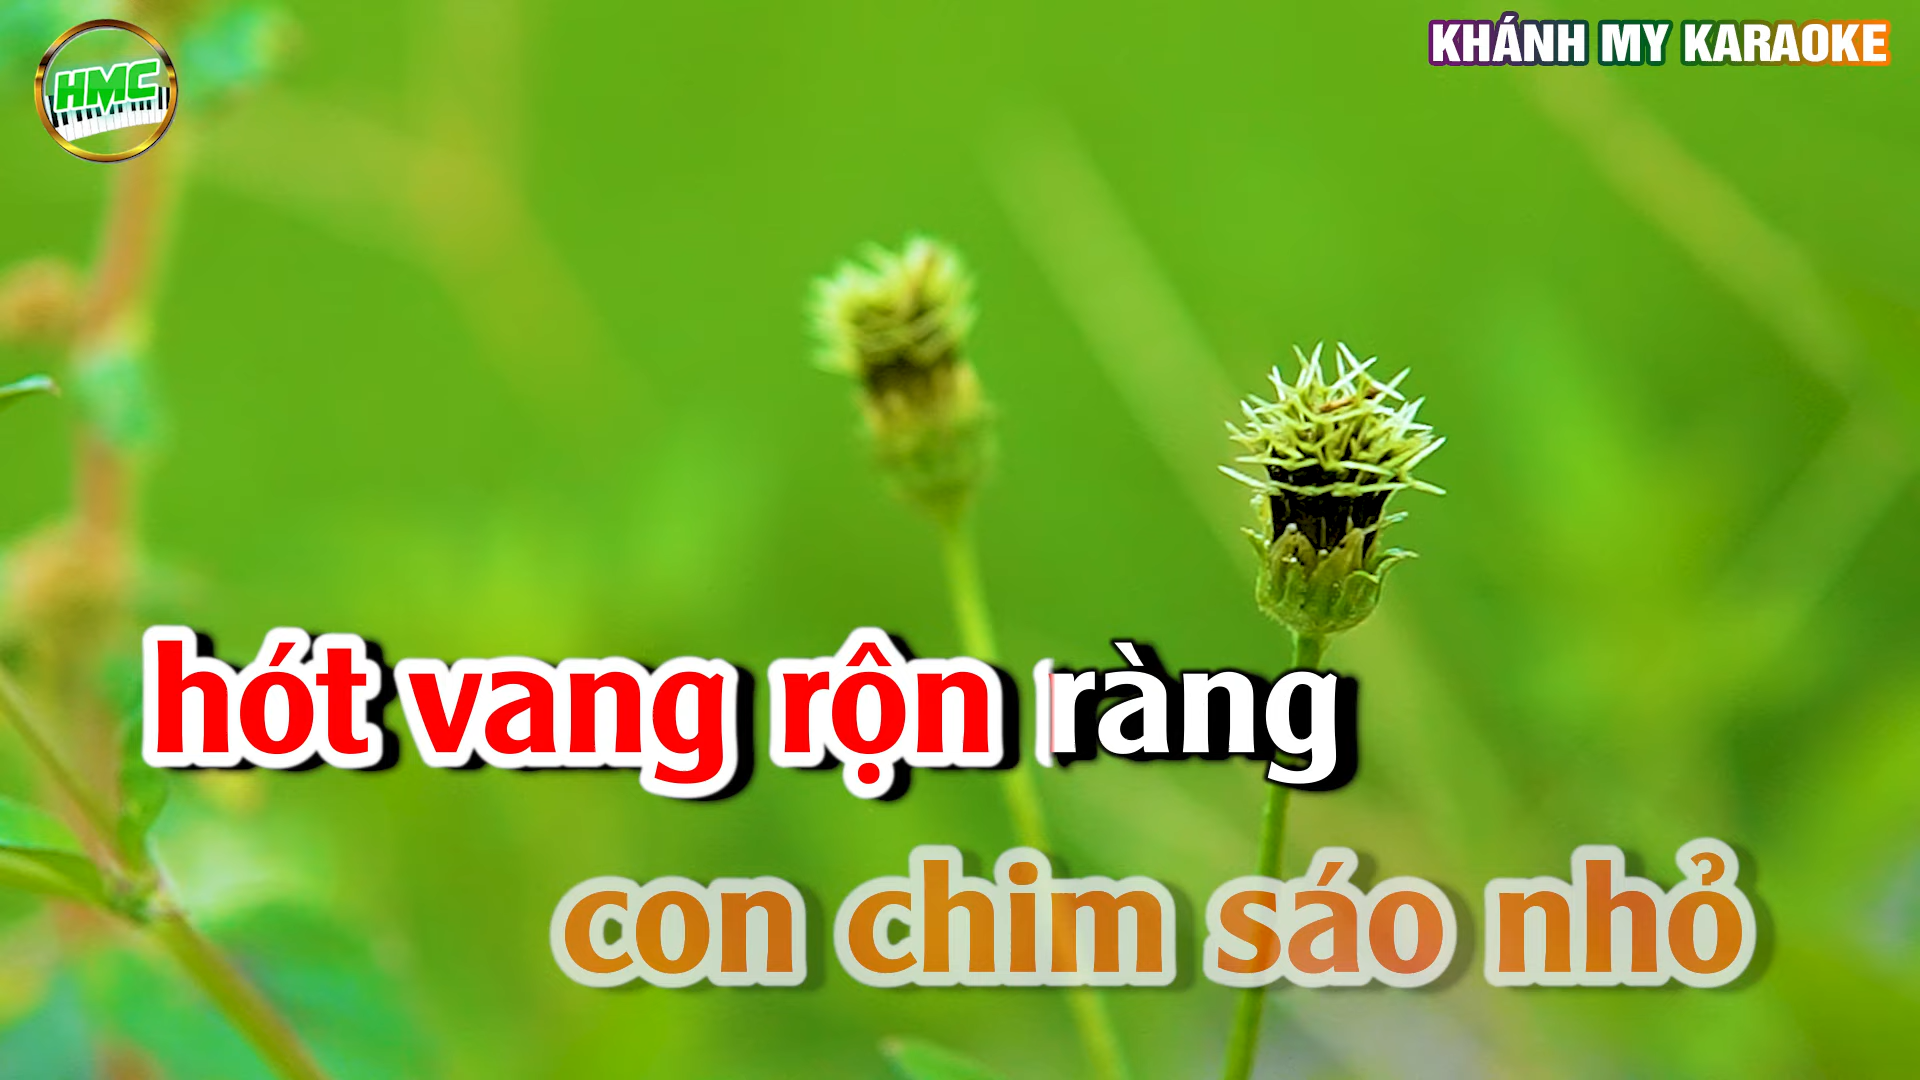 HMC
KHÁNH MY KARAOKE
hót vang rộn ràng
con chim sáo nhỏ